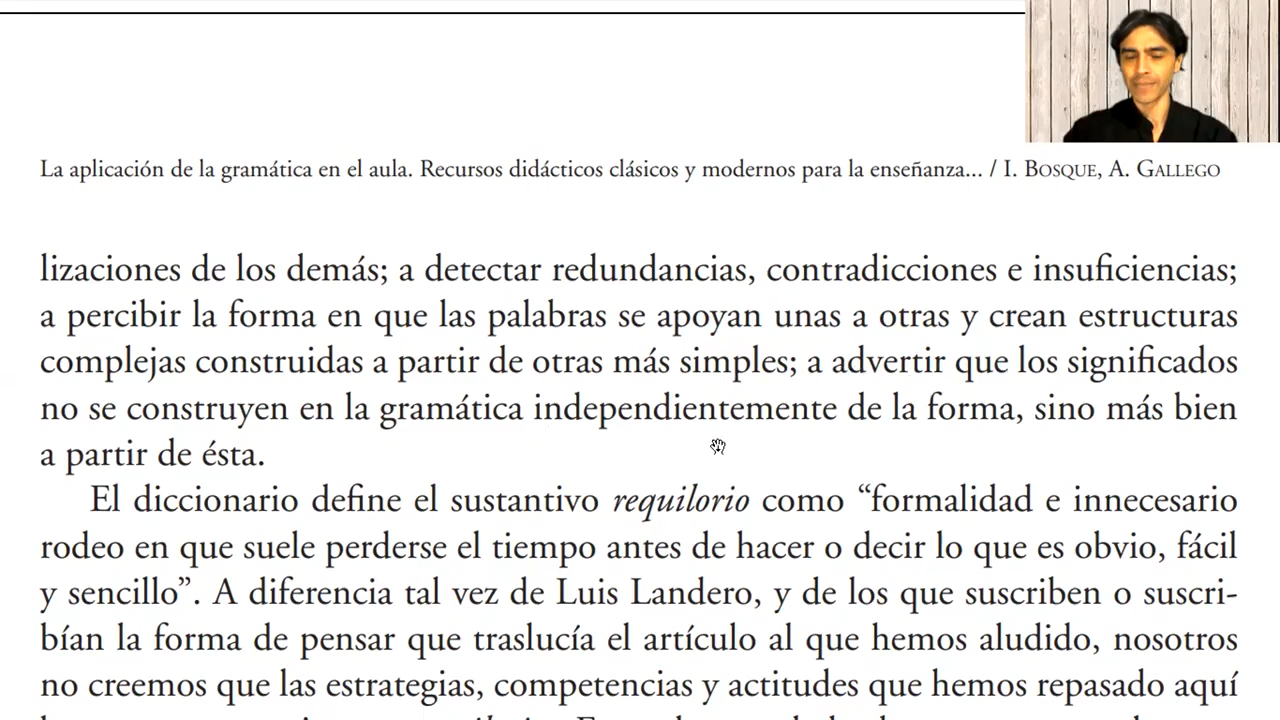 La aplicación de la gramática en el aula. Recursos didácticos clásicos y modernos para la enseñanza... / I. BOSQUE, A. GALLEGO
lizaciones de los demás; a detectar redundancias, contradicciones e insuficiencias;
a percibir la forma en que las palabras se apoyan unas a otras y crean estructuras
complejas construidas a partir de otras más simples; a advertir que los significados
no se construyen en la gramática independientemente de la forma, sino más bien
a partir de ésta.
El diccionario define el sustantivo requilorio como “formalidad e innecesario
rodeo en que suele perderse el tiempo antes de hacer o decir lo que es obvio, fácil
y sencillo”. A diferencia tal vez de Luis Landero, y de los que suscriben o suscri-
bían la forma de pensar que traslucía el artículo al que hemos aludido, nosotros
no creemos que las estrategias, competencias y actitudes que hemos repasado aquí